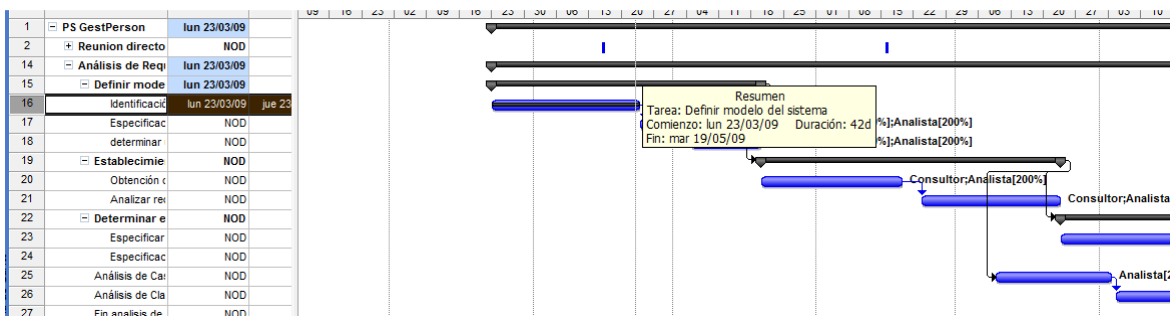 09 16 23 02 09 16 23 30 06 13 20 27 04 11 18 25 01 08 15 22 29 06 13 20 27 03 10
1 PS GestPerson lun 23/03/09
2 Reunion directo NOD
14 Análisis de Requ lun 23/03/09
15 Definir mode lun 23/03/09
16 Identificació lun 23/03/09 jue 23
17 Especificac NOD
18 determinar NOD
19 Establecimie NOD
20 Obtención NOD
21 Analizar NOD
22 Determinar e NOD
23 Especificar NOD
24 Especificac NOD
25 Análisis de Cas NOD
26 Análisis de Cla NOD
27 Fin analisis de NOD
Resumen
Tarea: Definir modelo del sistema
Comienzo: lun 23/03/09 Duración: 42d
Fin: mar 19/05/09
%];Analista[200%]
%];Analista[200%]
Consultor;Analista[200%]
Consultor;Analista
Analista[2